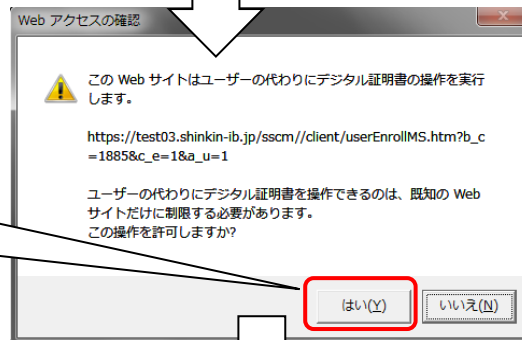 Web アクセスの確認
この Web サイトはユーザーの代わりにデジタル証明書の操作を実行
します。
https://test03.shinkin-ib.jp/sscm//client/userEnrollMS.htm?b_c
=1885&c_e=1&a_u=1
ユーザーの代わりにデジタル証明書を操作できるのは、既知の Web
サイトだけに制限する必要があります。
この操作を許可しますか?
はい(Y) いいえ(N)